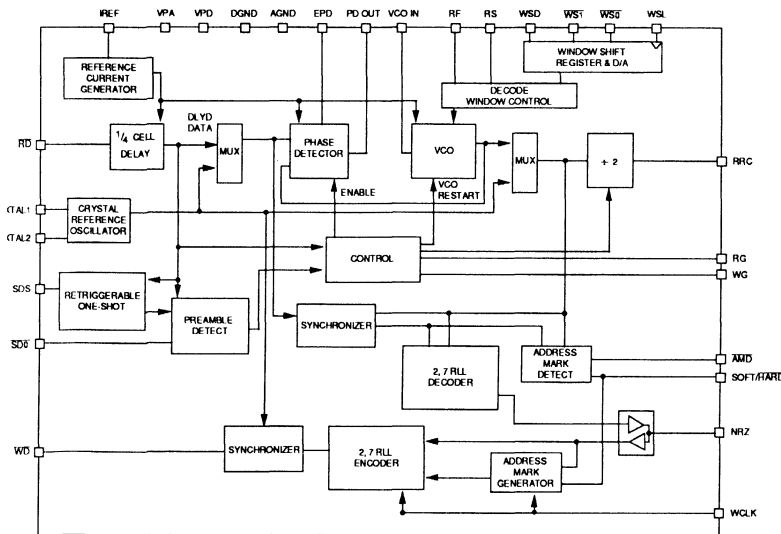 IREF VPA VPD DGND AGND EPD PD OUT VCO IN RF RS WSD WS1 WS0 WSL
REFERENCE
CURRENT
GENERATOR
WINDOW SHIFT
REGISTER & D/A
DECODE
WINDOW CONTROL
RD
1/4 CELL
DELAY
DLYD
DATA
MUX
PHASE
DETECTOR
VCO
MUX
÷ 2
RRC
ENABLE
VCO
RESTART
XTAL1
XTAL2
CRYSTAL
REFERENCE
OSCILLATOR
CONTROL
RG
WG
SDS
RETRIGGERABLE
ONE-SHOT
PREAMBLE
DETECT
SD0
SYNCHRONIZER
2, 7 RLL
DECODER
ADDRESS
MARK
DETECT
AMD
SOFT/HARD
NRZ
WD
SYNCHRONIZER
2, 7 RLL
ENCODER
ADDRESS
MARK
GENERATOR
WCLK